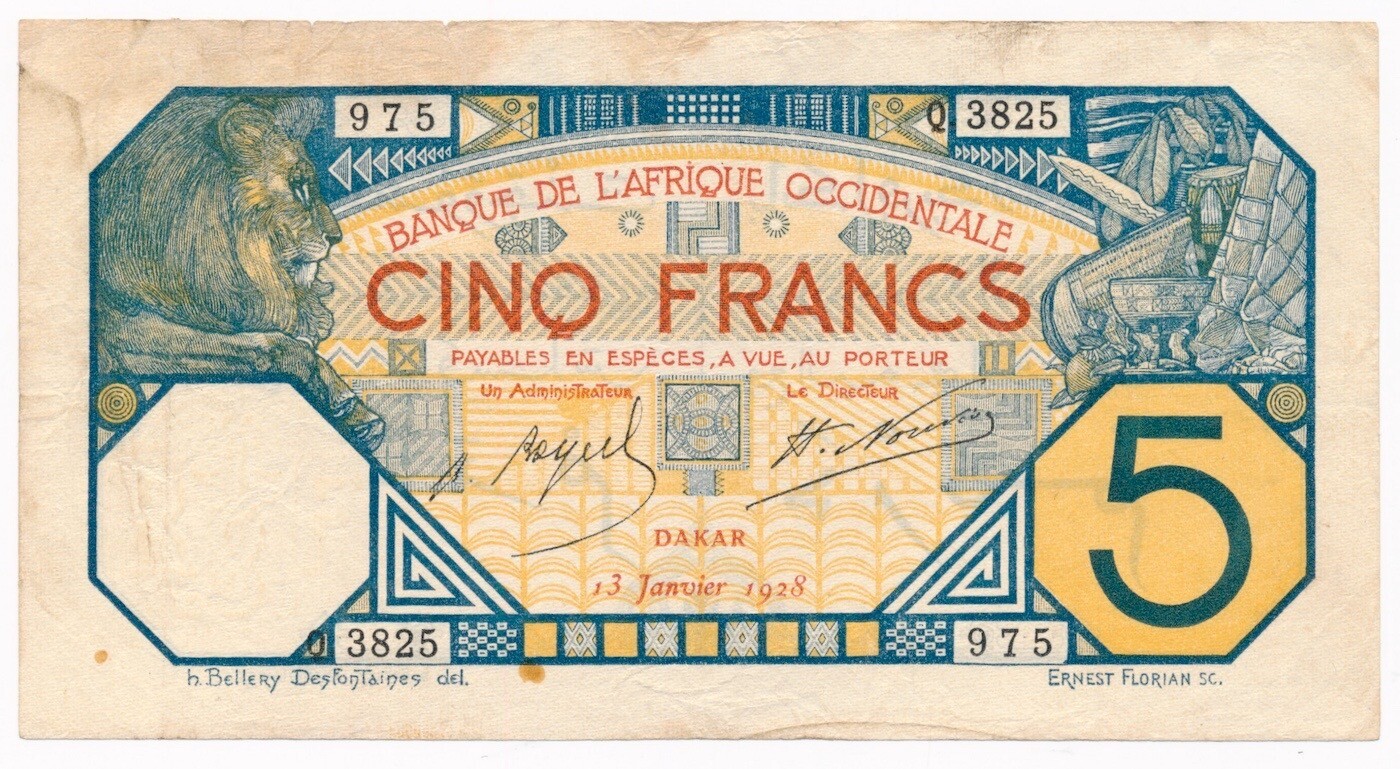 975
Q 3825
BANQUE DE L'AFRIQUE OCCIDENTALE
CINQ FRANCS
PAYABLES EN ESPÈCES, A VUE, AU PORTEUR
Un Administrateur
Le Directeur
DAKAR
13 Janvier 1928
5
Q 3825
975
h. Bellery Desfontaines del.
ERNEST FLORIAN SC.